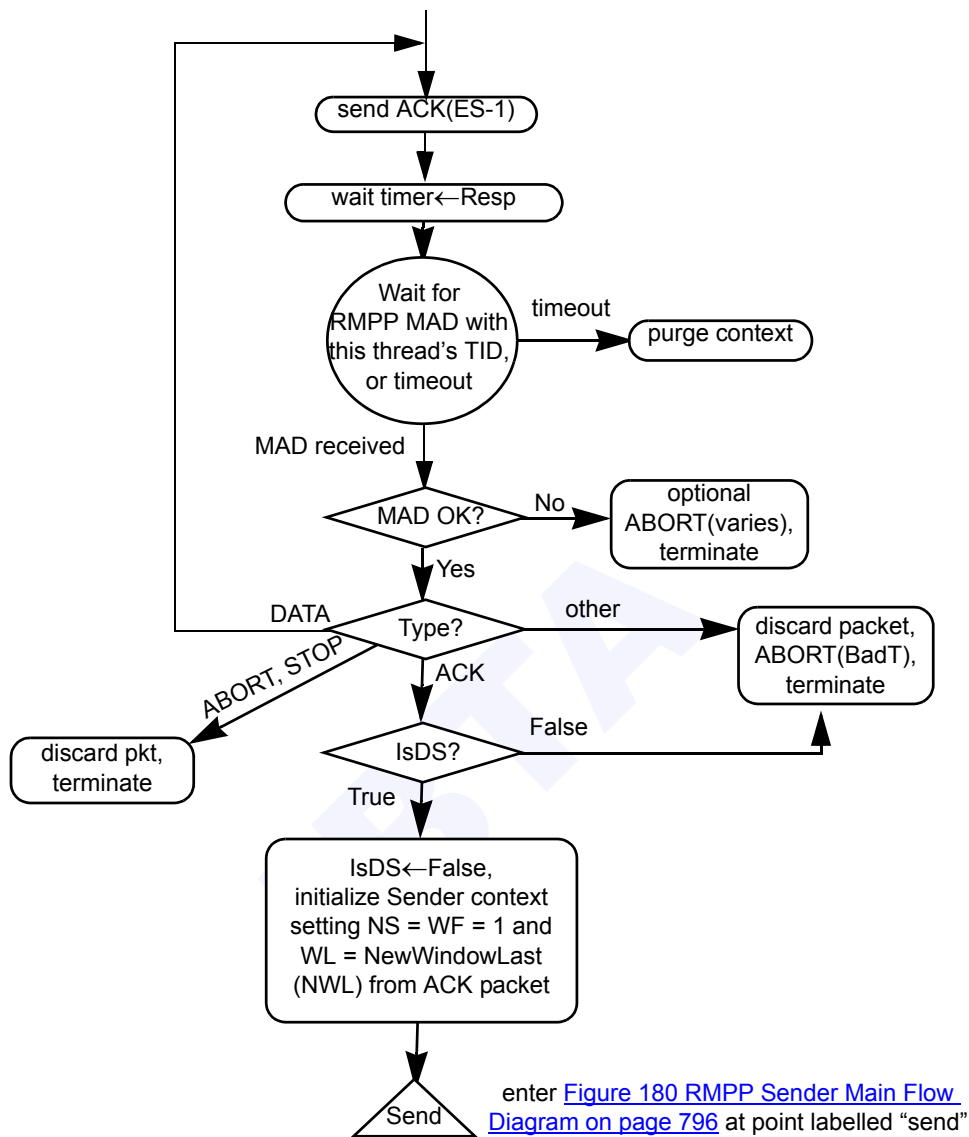 send ACK(ES-1)
wait timer←Resp
Wait for
RMPP MAD with
this thread's TID,
or timeout
timeout
purge context
MAD received
MAD OK?
No
optional
ABORT(varies),
terminate
Yes
DATA
Type?
other
discard packet,
ABORT(BadT),
terminate
ABORT, STOP
ACK
discard pkt,
terminate
IsDS?
False
True
IsDS←False,
initialize Sender context
setting NS = WF = 1 and
WL = NewWindowLast
(NWL) from ACK packet
Send
enter Figure 180 RMPP Sender Main Flow
Diagram on page 796 at point labelled “send”